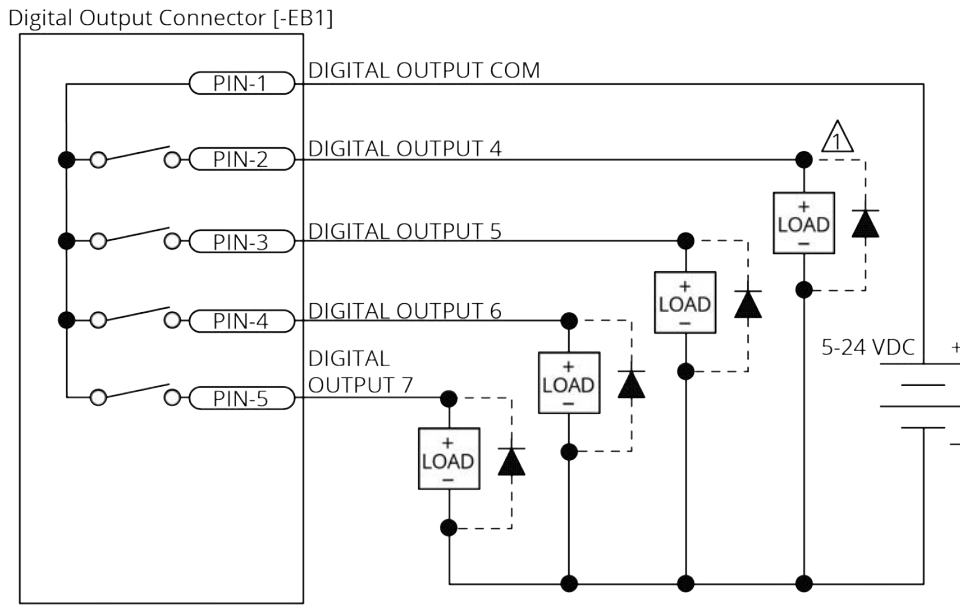 Digital Output Connector [-EB1]
PIN-1
DIGITAL OUTPUT COM
PIN-2
DIGITAL OUTPUT 4
1
+
LOAD
–
PIN-3
DIGITAL OUTPUT 5
+
LOAD
–
PIN-4
DIGITAL OUTPUT 6
+
LOAD
–
5-24 VDC
+
–
DIGITAL
OUTPUT 7
PIN-5
+
LOAD
–